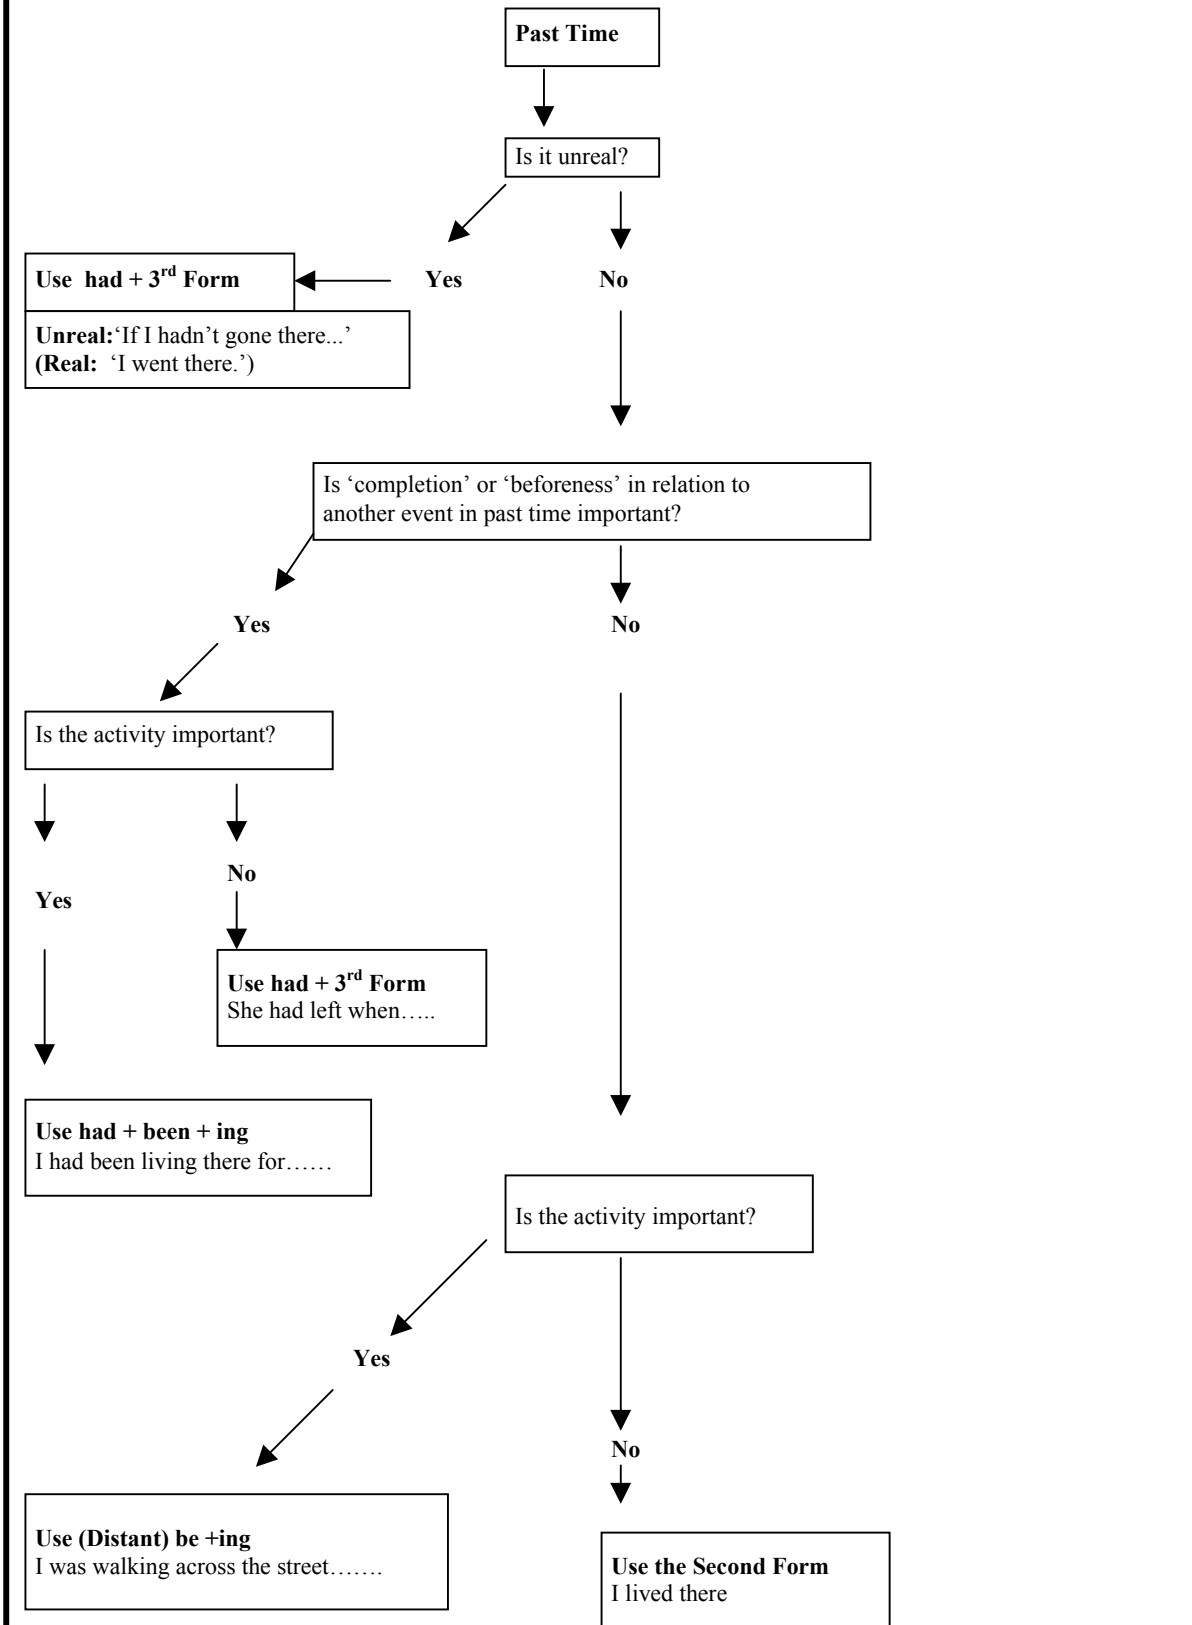 Past Time
Is it unreal?
Yes
No
Use had + 3rd Form
Unreal:‘If I hadn’t gone there...’
(Real: ‘I went there.’)
Is ‘completion’ or ‘beforeness’ in relation to
another event in past time important?
Yes
No
Is the activity important?
No
Yes
Use had + 3rd Form
She had left when…..
Use had + been + ing
I had been living there for……
Is the activity important?
Yes
No
Use (Distant) be +ing
I was walking across the street…….
Use the Second Form
I lived there